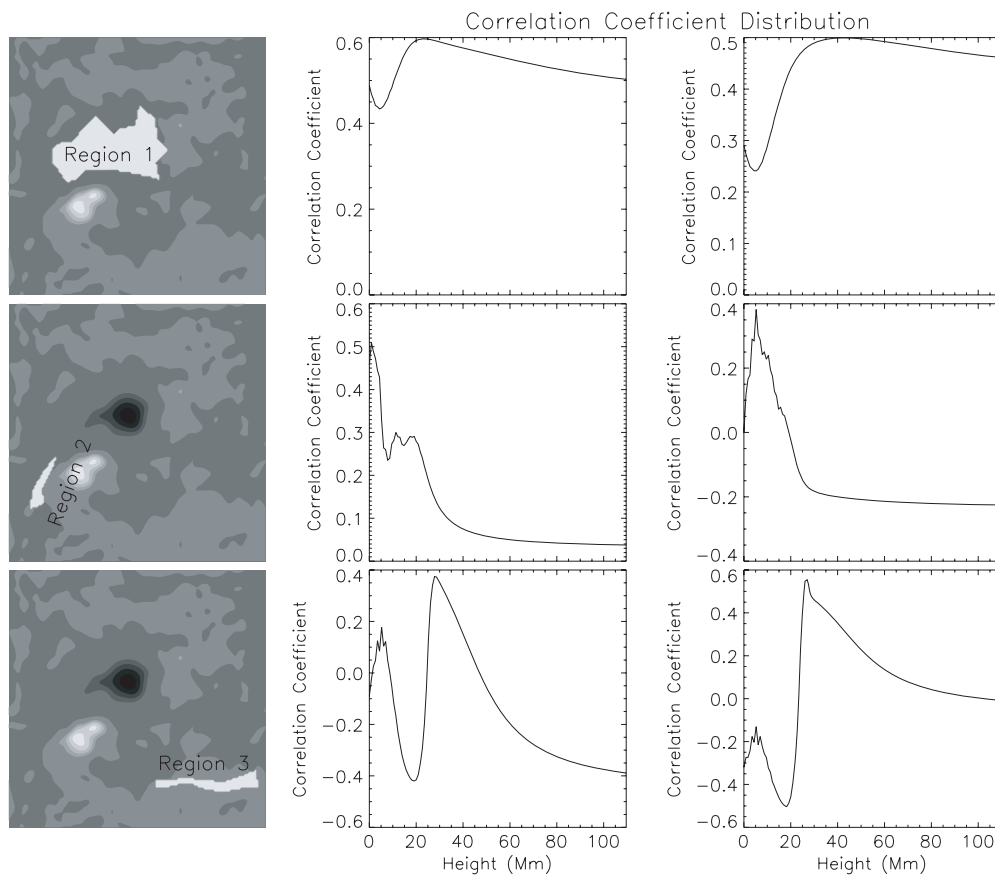 Correlation Coefficient Distribution
Region 1
Correlation Coefficient
0.6
0.4
0.2
0.0
Correlation Coefficient
0.5
0.4
0.3
0.2
0.1
0.0
Region 2
Correlation Coefficient
0.6
0.5
0.4
0.3
0.2
0.1
0.0
Correlation Coefficient
0.4
0.2
0.0
−0.2
−0.4
Region 3
Correlation Coefficient
0.4
0.2
0.0
−0.2
−0.4
−0.6
0 20 40 60 80 100
Height (Mm)
Correlation Coefficient
0.6
0.4
0.2
0.0
−0.2
−0.4
−0.6
0 20 40 60 80 100
Height (Mm)